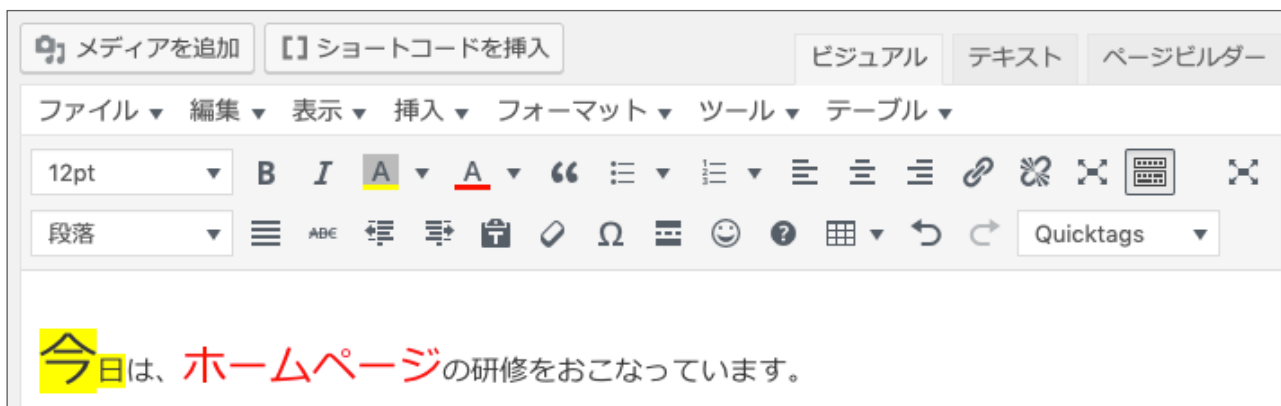 メディアを追加 [] ショートコードを挿入
ビジュアル テキスト ページビルダー
ファイル 編集 表示 挿入 フォーマット ツール テーブル
12pt B I A A
段落 ABC Ω Quicktags
今日は、ホームページの研修をおこなっています。